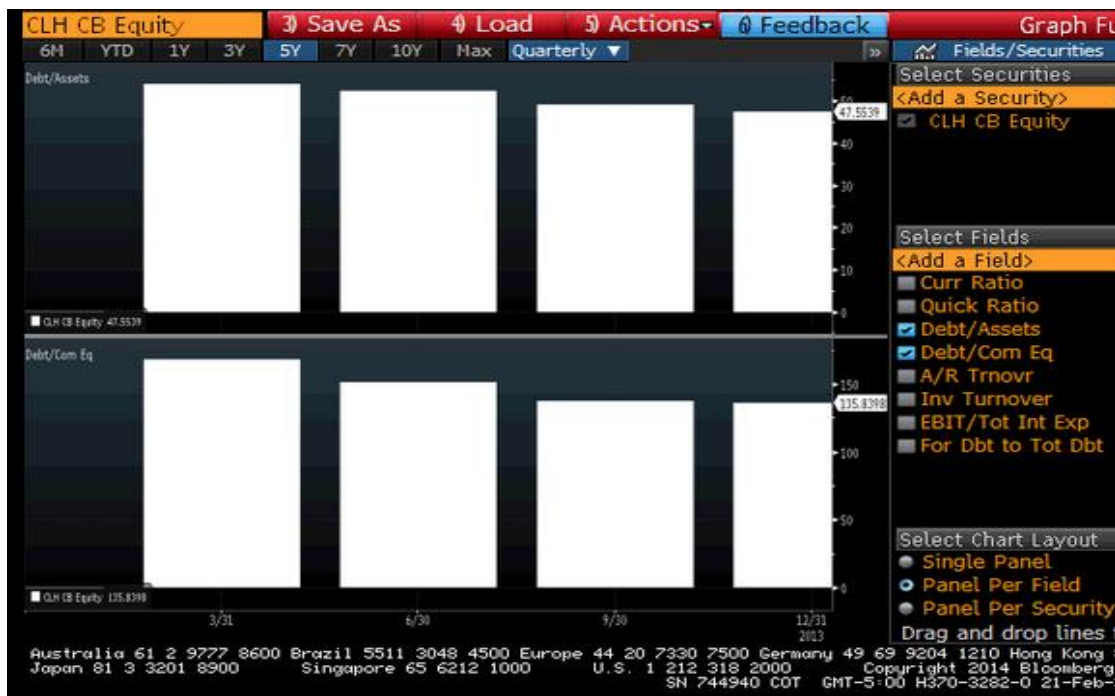 CLH CB Equity 3) Save As 4) Load 5) Actions 6) Feedback Graph Fu
6M YTD 1Y 3Y 5Y 7Y 10Y Max Quarterly ▼ » Fields/Securities
Debt/Assets
50
47.5539
40
30
20
10
0
CLH CB Equity 47.5539
Debt/Com Eq
150
135.8398
100
50
0
CLH CB Equity 135.8398
3/31 6/30 9/30 12/31
2013
Select Securities
<Add a Security>
CLH CB Equity
Select Fields
<Add a Field>
Curr Ratio
Quick Ratio
Debt/Assets
Debt/Com Eq
A/R Trnovr
Inv Turnover
EBIT/Tot Int Exp
For Dbt to Tot Dbt
Select Chart Layout
Single Panel
Panel Per Field
Panel Per Security
Drag and drop lines
Australia 61 2 9777 8600 Brazil 5511 3048 4500 Europe 44 20 7330 7500 Germany 49 69 9204 1210 Hong Kong
Japan 81 3 3201 8900 Singapore 65 6212 1000 U.S. 1 212 318 2000 Copyright 2014 Bloomberg
SN 744940 COT GMT-5:00 H370-3282-0 21-Feb-